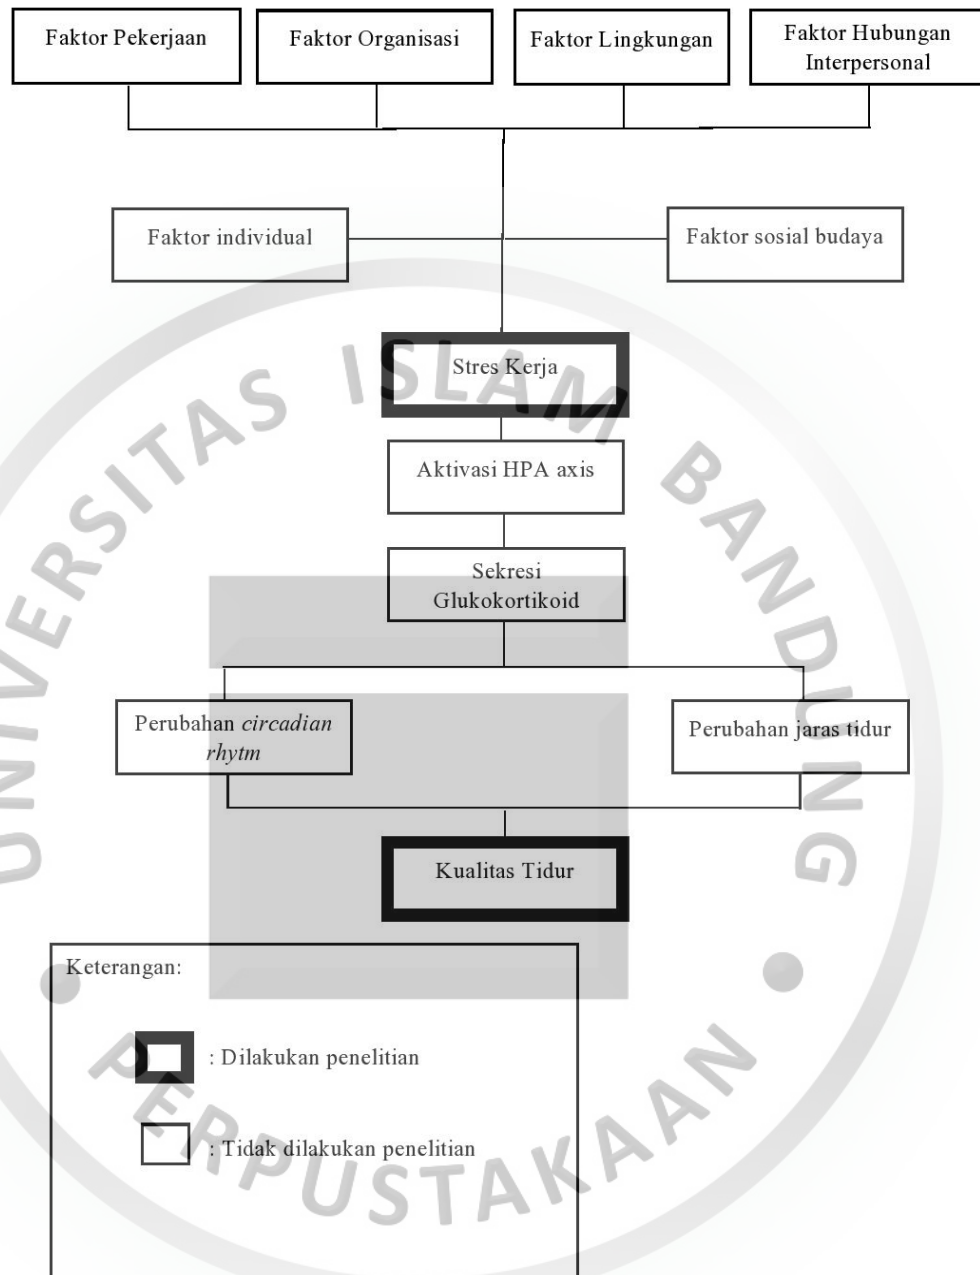 Faktor Pekerjaan
Faktor Organisasi
Faktor Lingkungan
Faktor Hubungan
Interpersonal
Faktor individual
Faktor sosial budaya
Stres Kerja
Aktivasi HPA axis
Sekresi
Glukokortikoid
Perubahan circadian
rhytm
Perubahan jaras tidur
Kualitas Tidur
Keterangan:
: Dilakukan penelitian
: Tidak dilakukan penelitian
UNIVERSITAS ISLAM BANDUNG
PERPUSTAKAAN